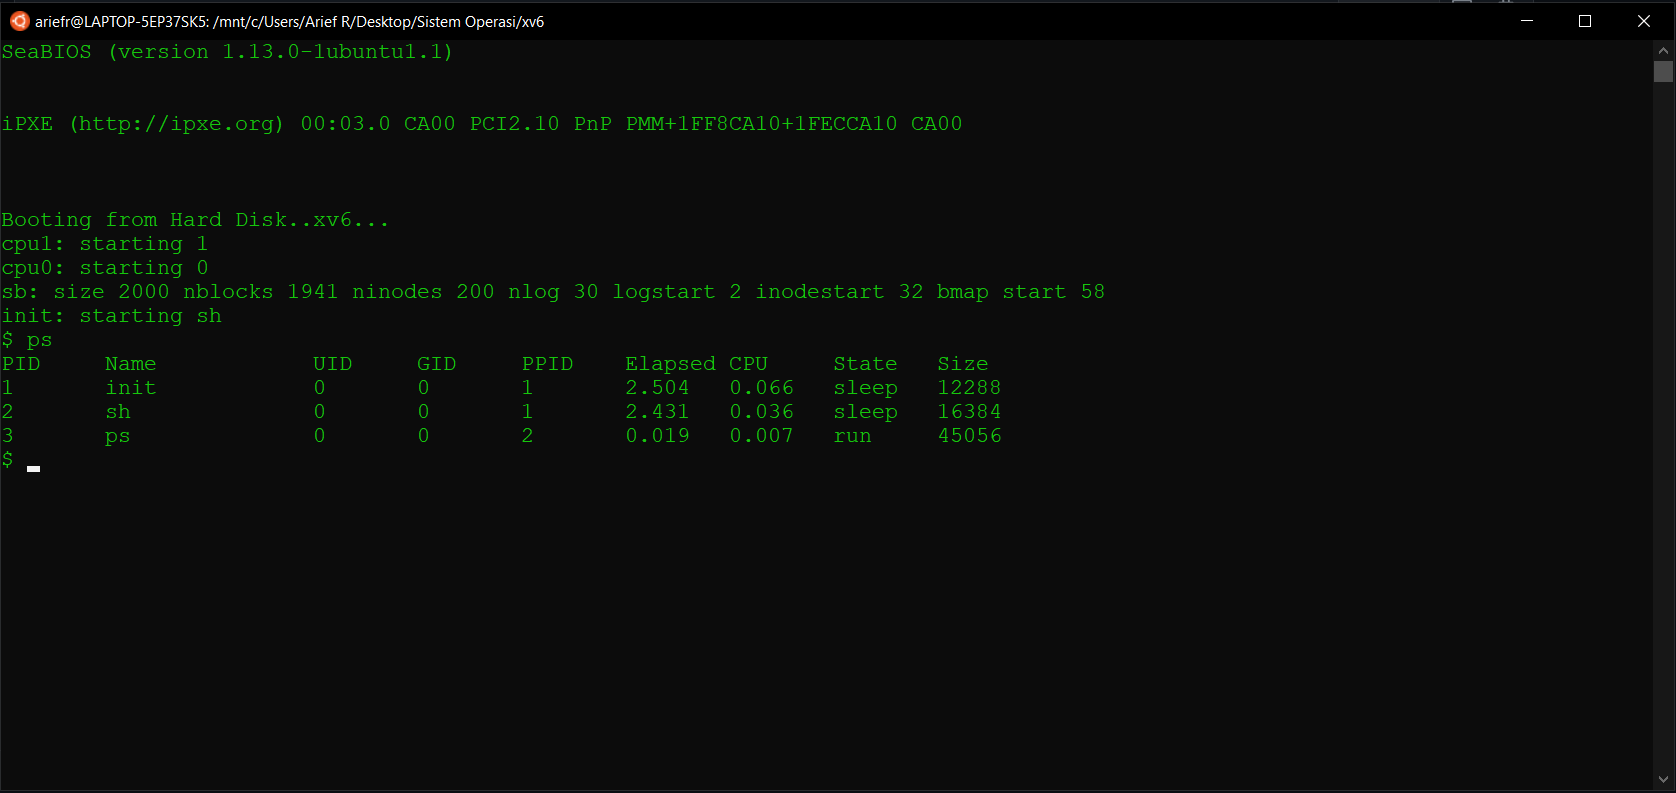 ariefr@LAPTOP-5EP37SK5: /mnt/c/Users/Arief R/Desktop/Sistem Operasi/xv6
SeaBIOS (version 1.13.0-1ubuntu1.1)
iPXE (http://ipxe.org) 00:03.0 CA00 PCI2.10 PnP PMM+1FF8CA10+1FECCA10 CA00
Booting from Hard Disk..xv6...
cpu1: starting 1
cpu0: starting 0
sb: size 2000 nblocks 1941 ninodes 200 nlog 30 logstart 2 inodestart 32 bmap start 58
init: starting sh
$ ps
PID     Name            UID     GID     PPID    Elapsed CPU     State   Size
1       init            0       0       1       2.504   0.066   sleep   12288
2       sh              0       0       1       2.431   0.036   sleep   16384
3       ps              0       0       2       0.019   0.007   run     45056
$